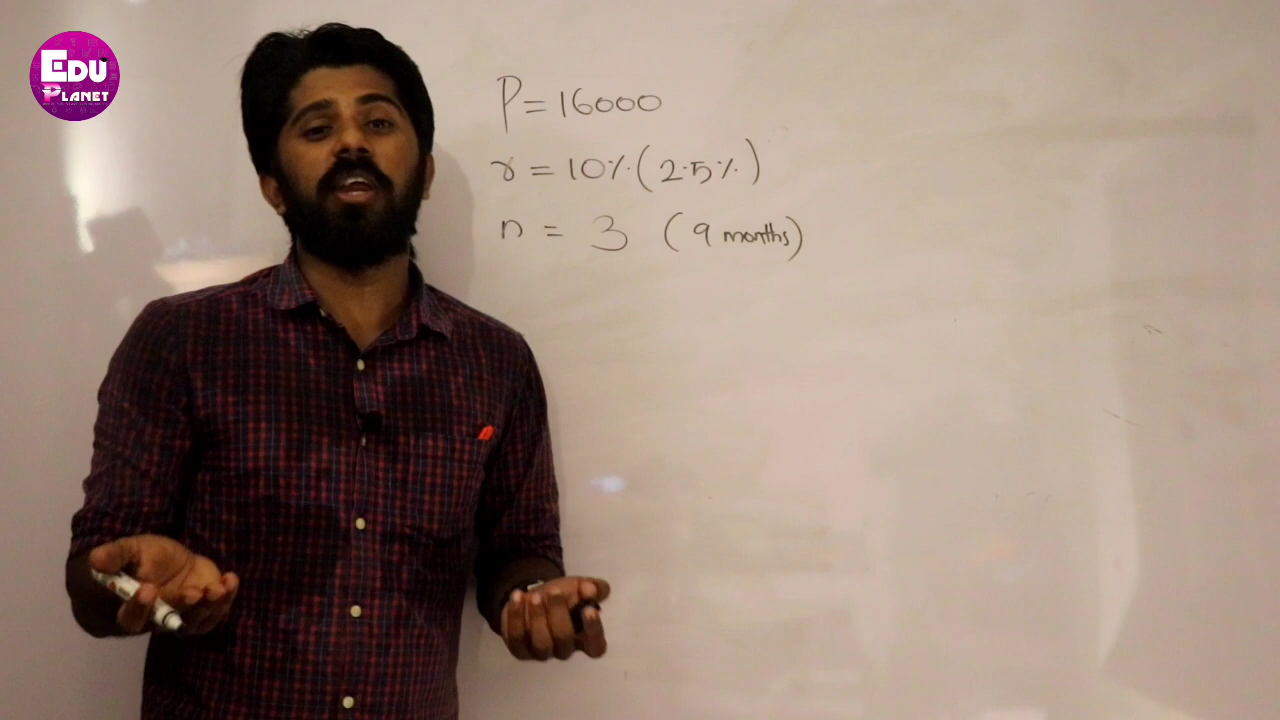 EDU
PLANET
P = 16000
r = 10% (2.5%)
n = 3 (9 months)